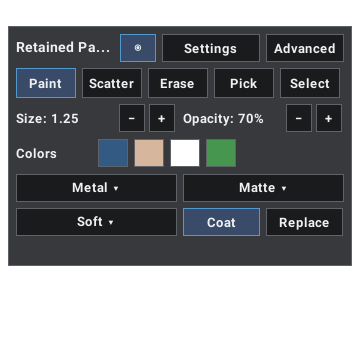 Retained Pa... ⊚ Settings Advanced
Paint Scatter Erase Pick Select
Size: 1.25 − + Opacity: 70% − +
Colors
Metal ▾ Matte ▾
Soft ▾ Coat Replace